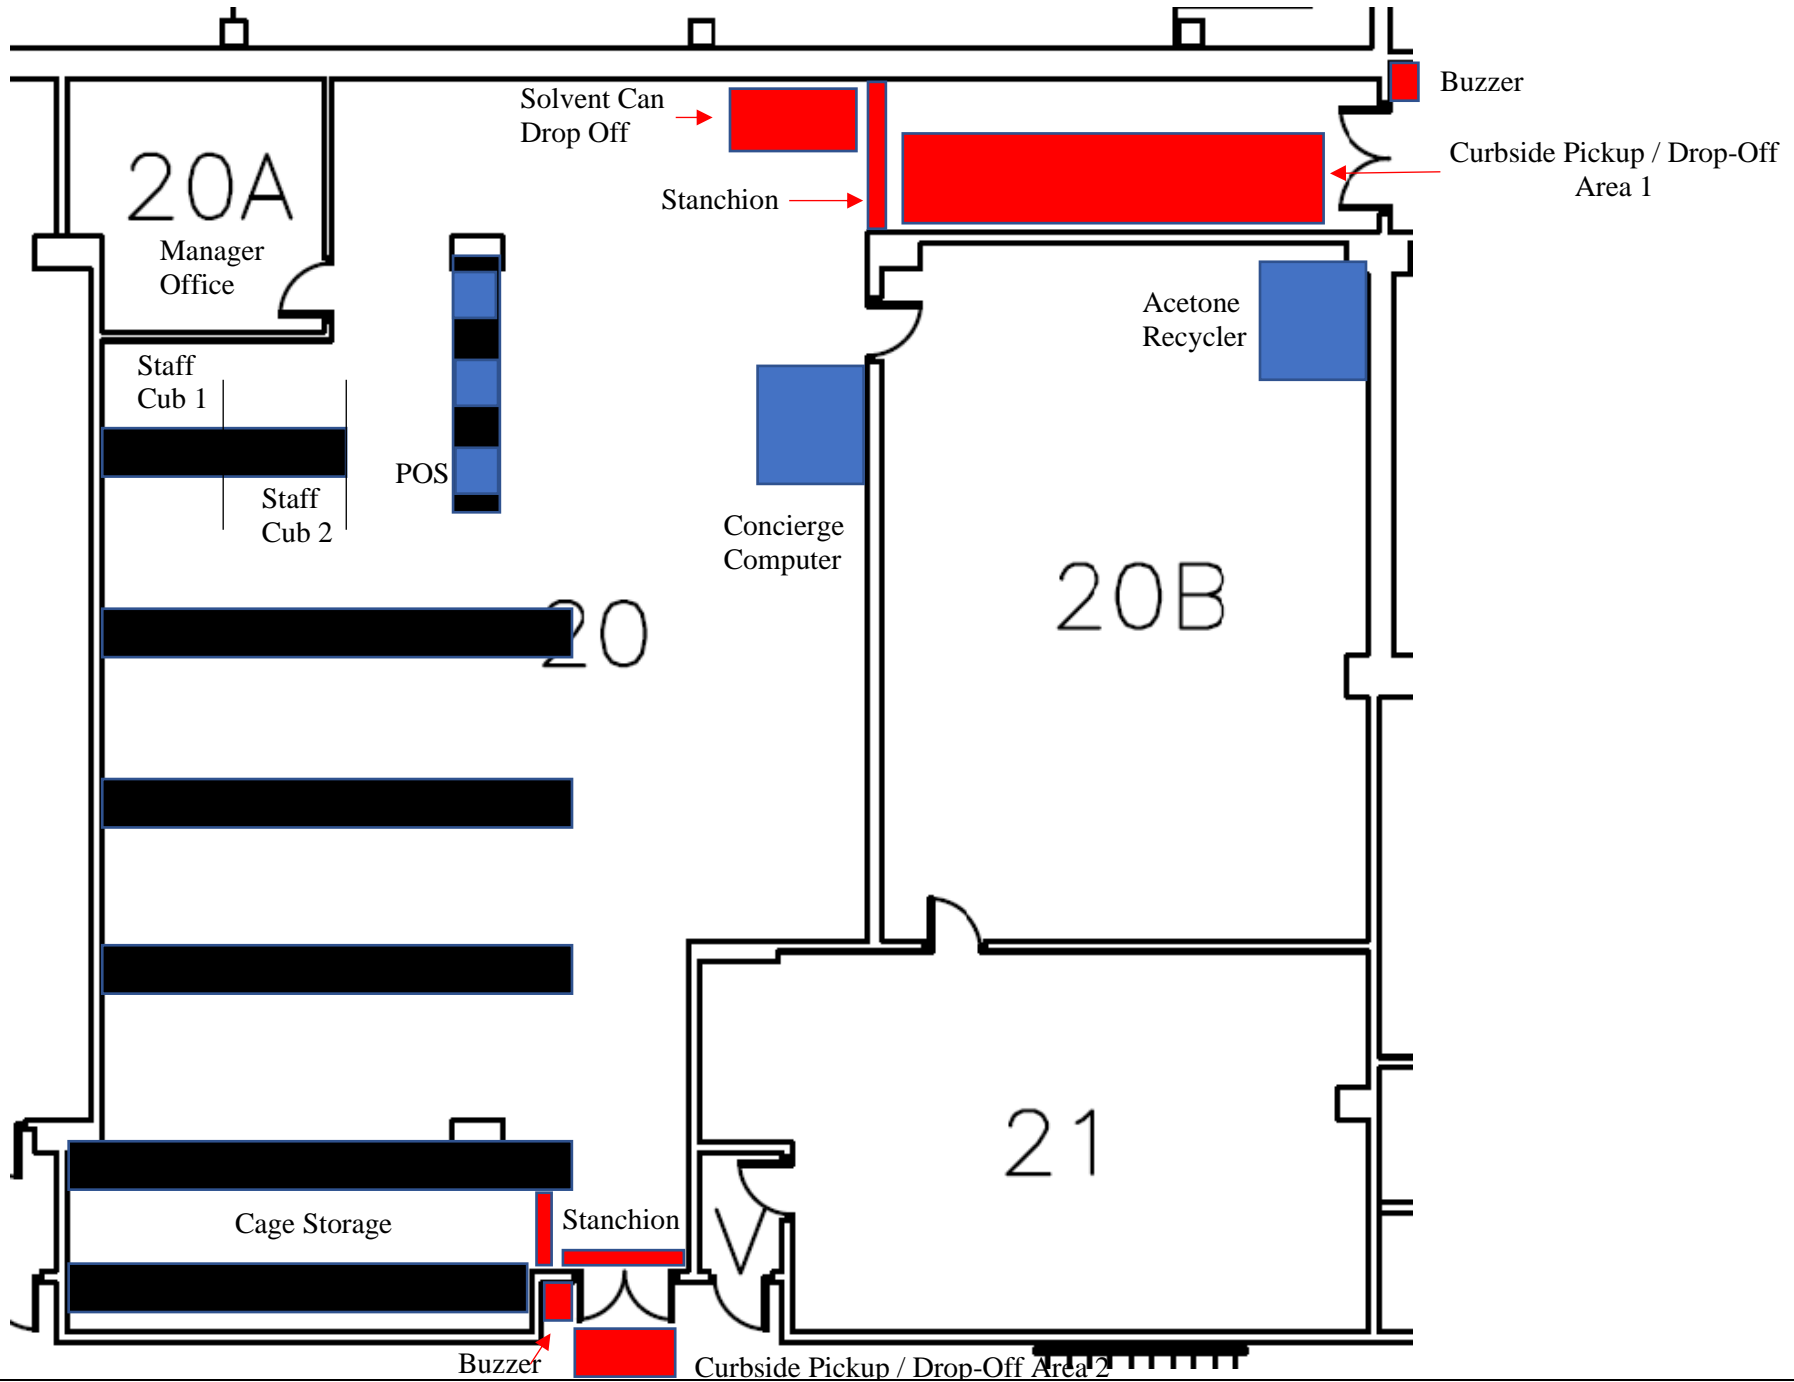 Solvent Can
Drop Off
Buzzer
Curbside Pickup / Drop-Off
Area 1
20A
Stanchion
Manager
Office
Acetone
Recycler
Staff
Cub 1
POS
Staff
Cub 2
Concierge
Computer
20B
20
21
Cage Storage
Stanchion
V
Buzzer
Curbside Pickup / Drop-Off Area 2